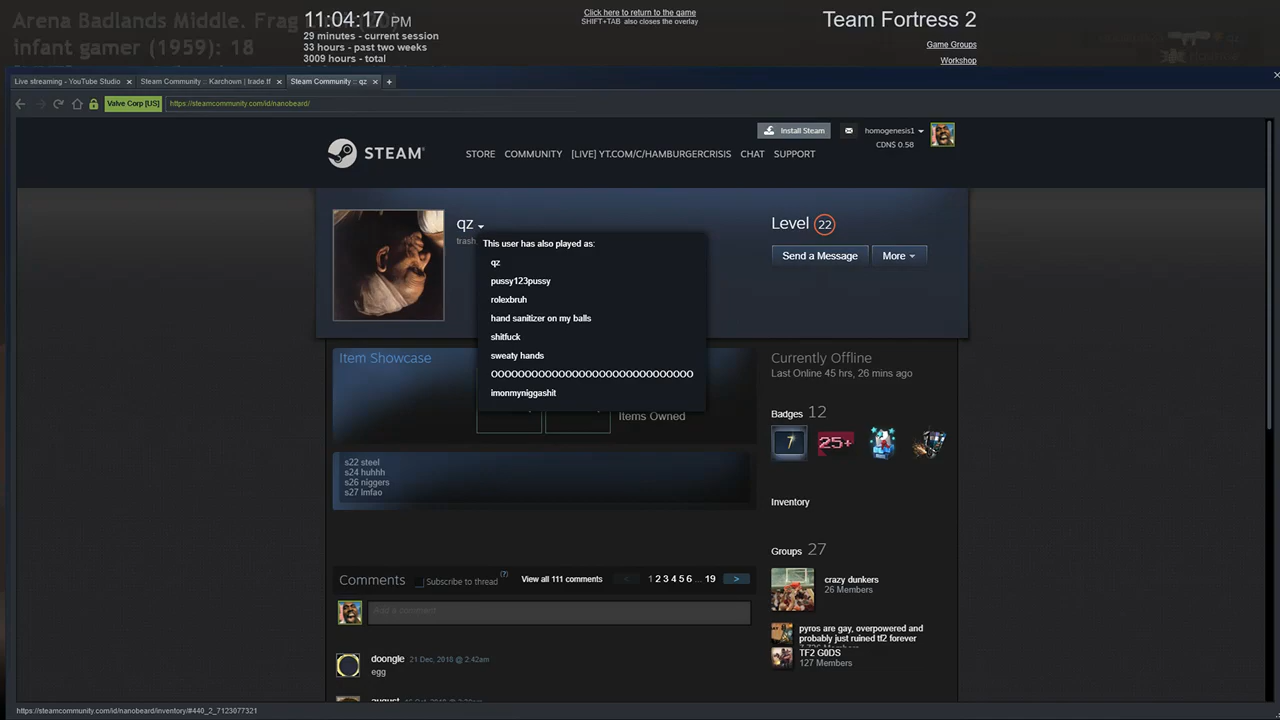 Arena Badlands Middle. Frag
infant gamer (1959): 18
11:04:17 PM
29 minutes - current session
33 hours - past two weeks
3009 hours - total
Click here to return to the game
SHIFT+TAB also closes the overlay
Team Fortress 2
Game Groups
Workshop
qz
Live streaming - YouTube Studio × Steam Community :: Karchown | trade.tf × Steam Community :: qz × +
Valve Corp [US] https://steamcommunity.com/id/nanobeard/
Install Steam
homogenesis1
CDN$ 0.58
STEAM
STORE COMMUNITY [LIVE] YT.COM/C/HAMBURGERCRISIS CHAT SUPPORT
qz
trash
This user has also played as:
qz
pussy123pussy
rolexbruh
hand sanitizer on my balls
shitfuck
sweaty hands
OOOOOOOOOOOOOOOOOOOOOOOOOOOOOO
imonmyniggashit
Level 22
Send a Message More
Item Showcase
Items Owned
s22 steel
s24 huhhh
s26 niggers
s27 lmfao
Currently Offline
Last Online 45 hrs, 26 mins ago
Badges 12
7 25+
Inventory
Groups 27
crazy dunkers
26 Members
pyros are gay, overpowered and
probably just ruined tf2 forever
TF2 G0DS
127 Members
Comments Subscribe to thread [?] View all 111 comments < 1 2 3 4 5 6 ... 19 >
Add a comment
doongle 21 Dec, 2018 @ 2:42am
egg
august
https://steamcommunity.com/id/nanobeard/inventory/#440_2_7123077321